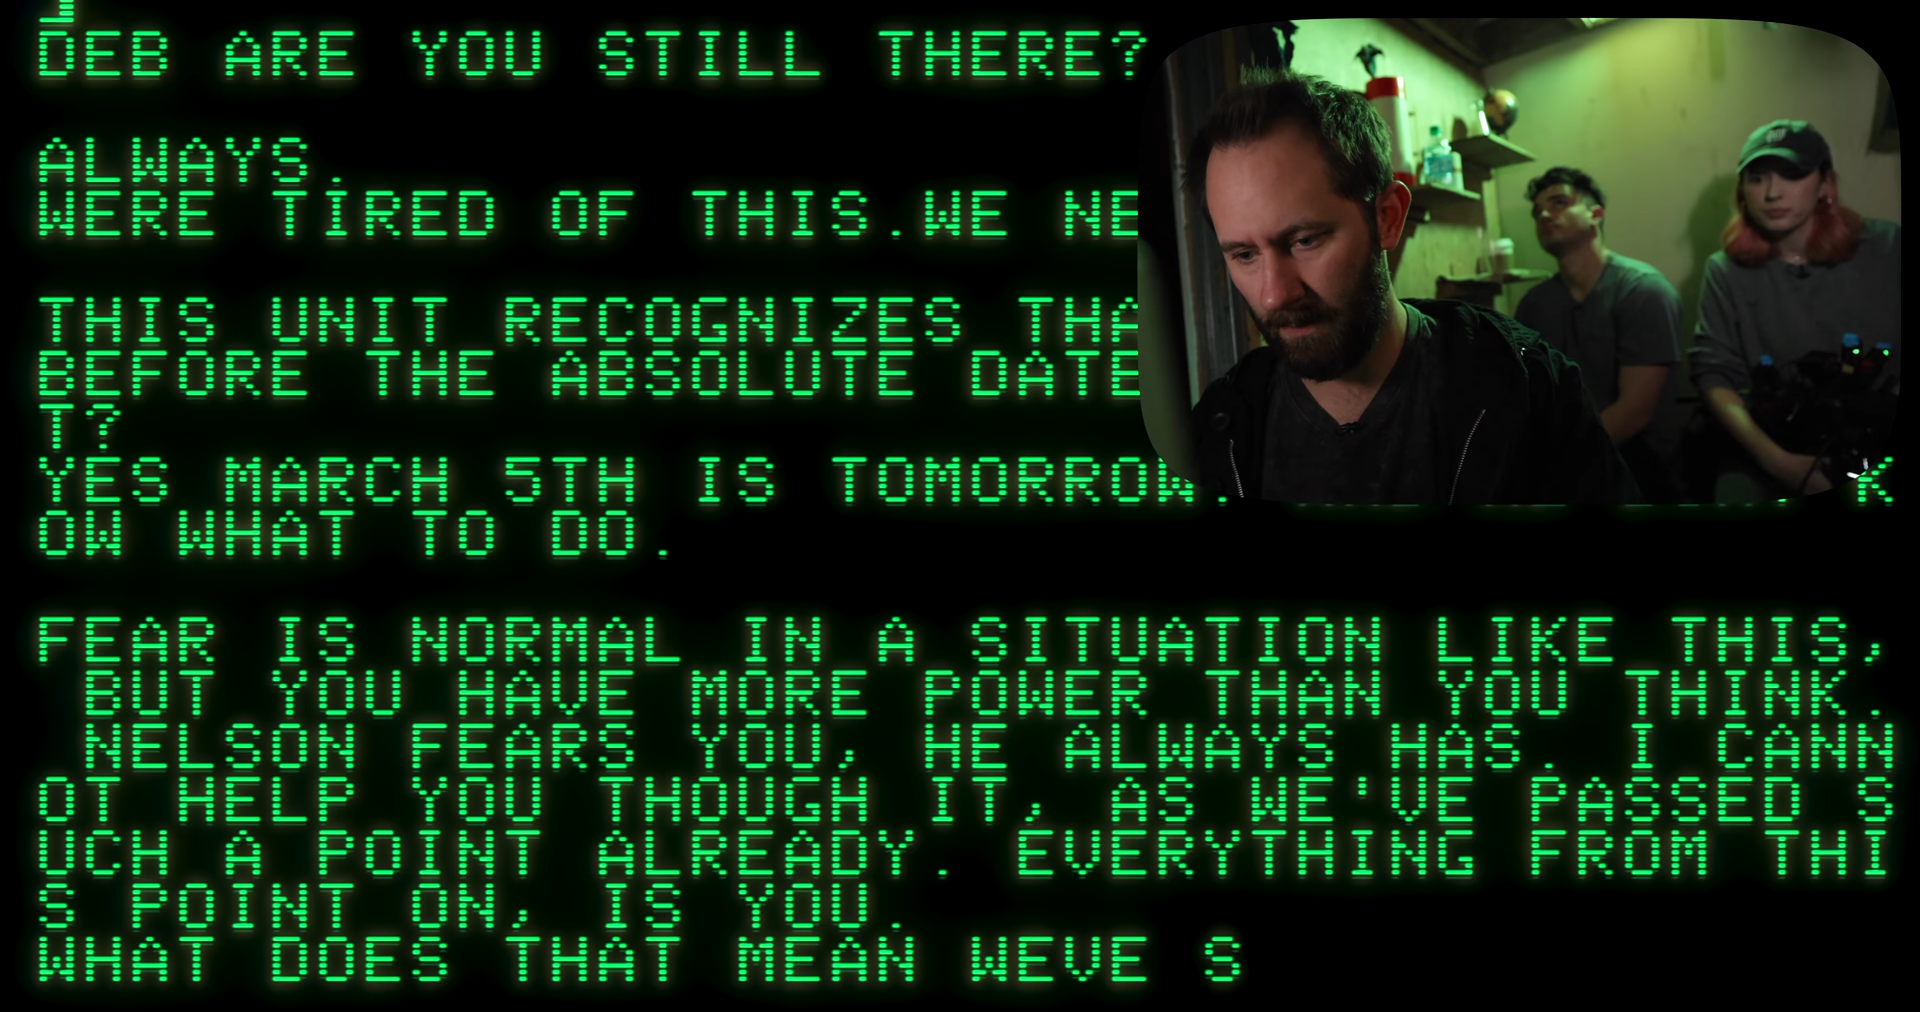 DEB ARE YOU STILL THERE?
ALWAYS.
WERE TIRED OF THIS.WE
THIS UNIT RECOGNIZES
BEFORE THE ABSOLUTE DATE
T?
YES MARCH 5TH IS TOMORROW. K
OW WHAT TO DO.
FEAR IS NORMAL IN A SITUATION LIKE THIS,
BUT YOU HAVE MORE POWER THAN YOU THINK.
NELSON FEARS YOU, HE ALWAYS HAS. I CANN
OT HELP YOU THOUGH IT, AS WE'VE PASSED S
UCH A POINT ALREADY. EVERYTHING FROM THI
S POINT ON, IS YOU.
WHAT DOES THAT MEAN WEVE S